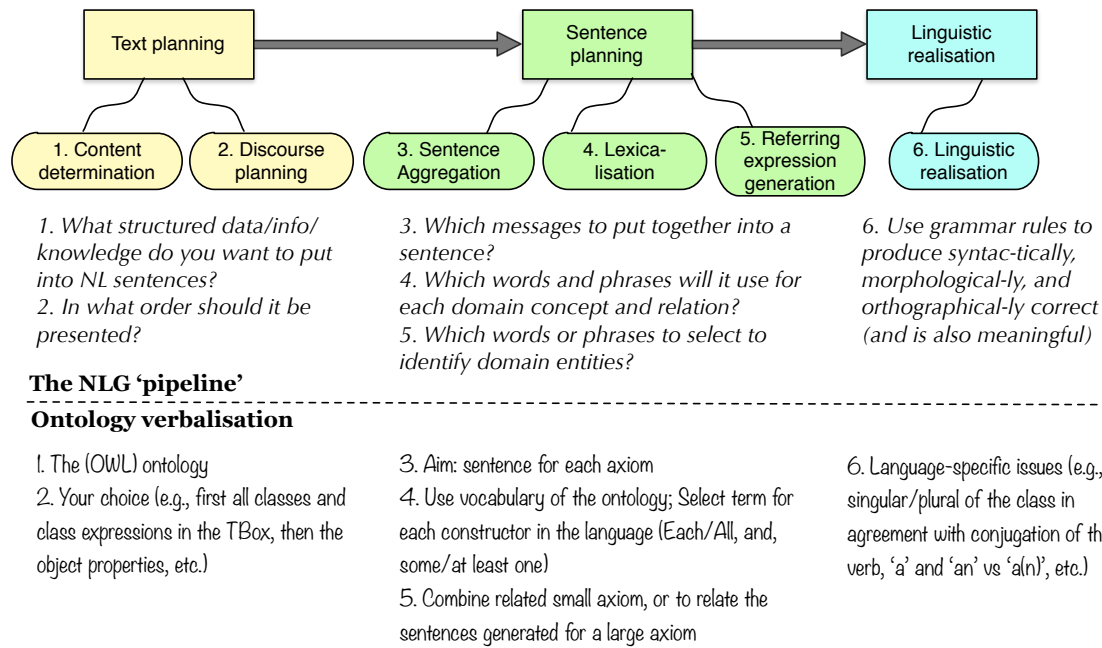 Text planning
Sentence
planning
Linguistic
realisation
1. Content
determination
2. Discourse
planning
3. Sentence
Aggregation
4. Lexica-
lisation
5. Referring
expression
generation
6. Linguistic
realisation
1. What structured data/info/
knowledge do you want to put
into NL sentences?
2. In what order should it be
presented?
3. Which messages to put together into a
sentence?
4. Which words and phrases will it use for
each domain concept and relation?
5. Which words or phrases to select to
identify domain entities?
6. Use grammar rules to
produce syntac-tically,
morphological-ly, and
orthographical-ly correct
(and is also meaningful)
The NLG ‘pipeline’
Ontology verbalisation
1. The (OWL) ontology
2. Your choice (e.g., first all classes and
class expressions in the TBox, then the
object properties, etc.)
3. Aim: sentence for each axiom
4. Use vocabulary of the ontology; Select term for
each constructor in the language (Each/All, and,
some/at least one)
5. Combine related small axiom, or to relate the
sentences generated for a large axiom
6. Language-specific issues (e.g.,
singular/plural of the class in
agreement with conjugation of th
verb, ‘a’ and ‘an’ vs ‘a(n)’, etc.)